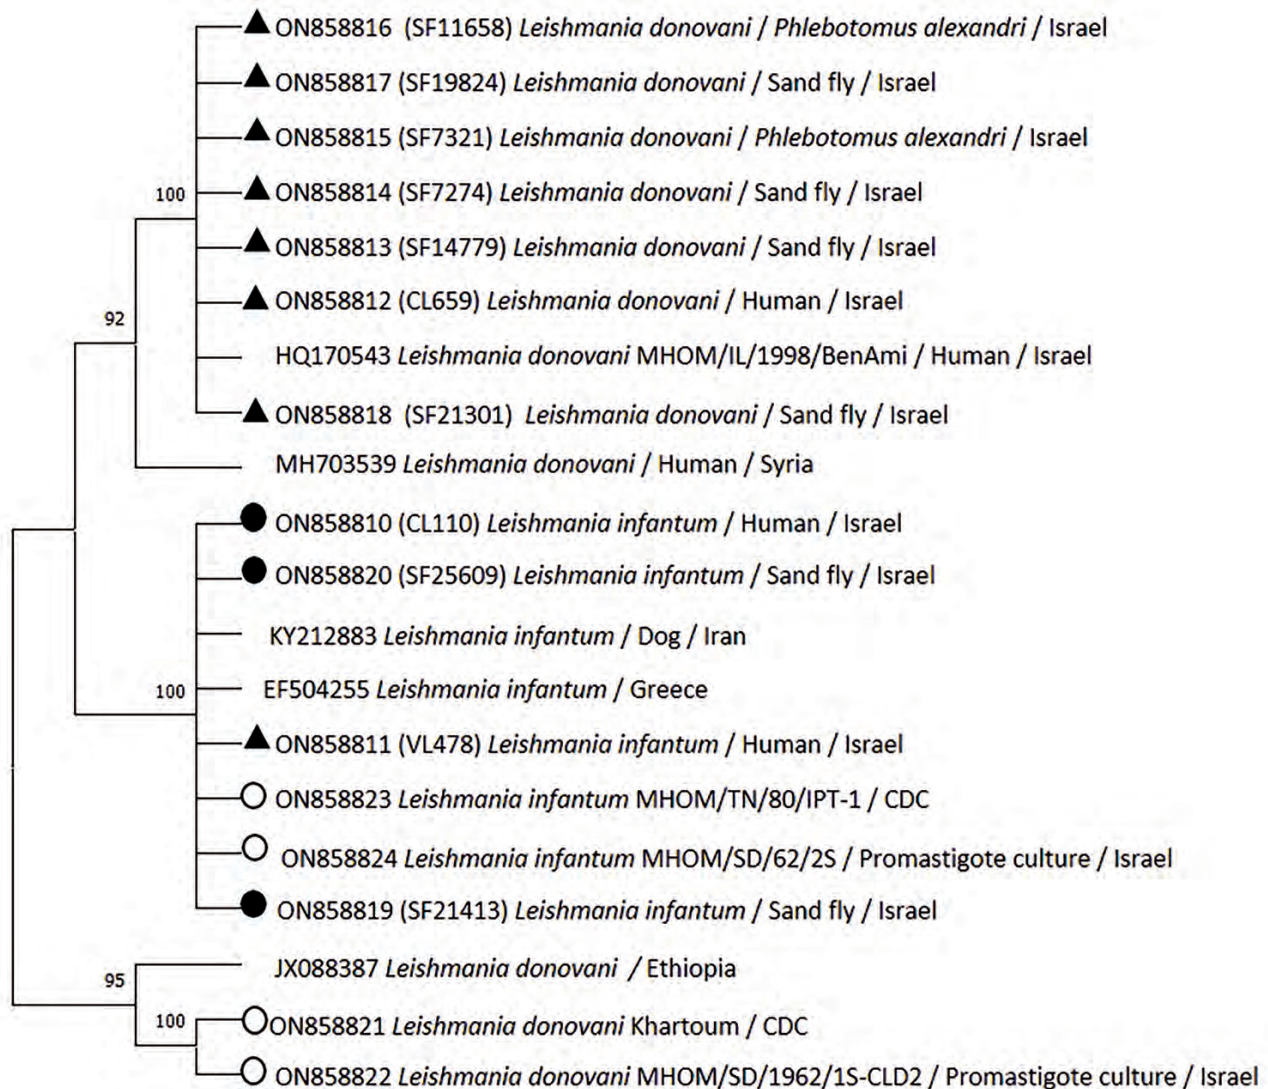 ON858816 (SF11658) Leishmania donovani / Phlebotomus alexandri / Israel
ON858817 (SF19824) Leishmania donovani / Sand fly / Israel
ON858815 (SF7321) Leishmania donovani / Phlebotomus alexandri / Israel
100
ON858814 (SF7274) Leishmania donovani / Sand fly / Israel
ON858813 (SF14779) Leishmania donovani / Sand fly / Israel
ON858812 (CL659) Leishmania donovani / Human / Israel
92
HQ170543 Leishmania donovani MHOM/IL/1998/BenAmi / Human / Israel
ON858818 (SF21301) Leishmania donovani / Sand fly / Israel
MH703539 Leishmania donovani / Human / Syria
ON858810 (CL110) Leishmania infantum / Human / Israel
ON858820 (SF25609) Leishmania infantum / Sand fly / Israel
KY212883 Leishmania infantum / Dog / Iran
100
EF504255 Leishmania infantum / Greece
ON858811 (VL478) Leishmania infantum / Human / Israel
ON858823 Leishmania infantum MHOM/TN/80/IPT-1 / CDC
ON858824 Leishmania infantum MHOM/SD/62/2S / Promastigote culture / Israel
ON858819 (SF21413) Leishmania infantum / Sand fly / Israel
JX088387 Leishmania donovani / Ethiopia
95
100
ON858821 Leishmania donovani Khartoum / CDC
ON858822 Leishmania donovani MHOM/SD/1962/1S-CLD2 / Promastigote culture / Israel